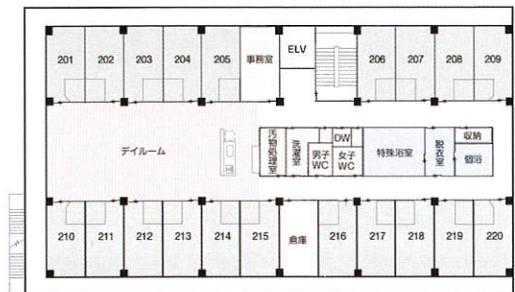 201 202 203 204 205 事務室 ELV 206 207 208 209
デイルーム
汚物処理室
洗濯室
男子WC
DW
女子WC
特殊浴室
脱衣室
収納
個浴
210 211 212 213 214 215 倉庫 216 217 218 219 220